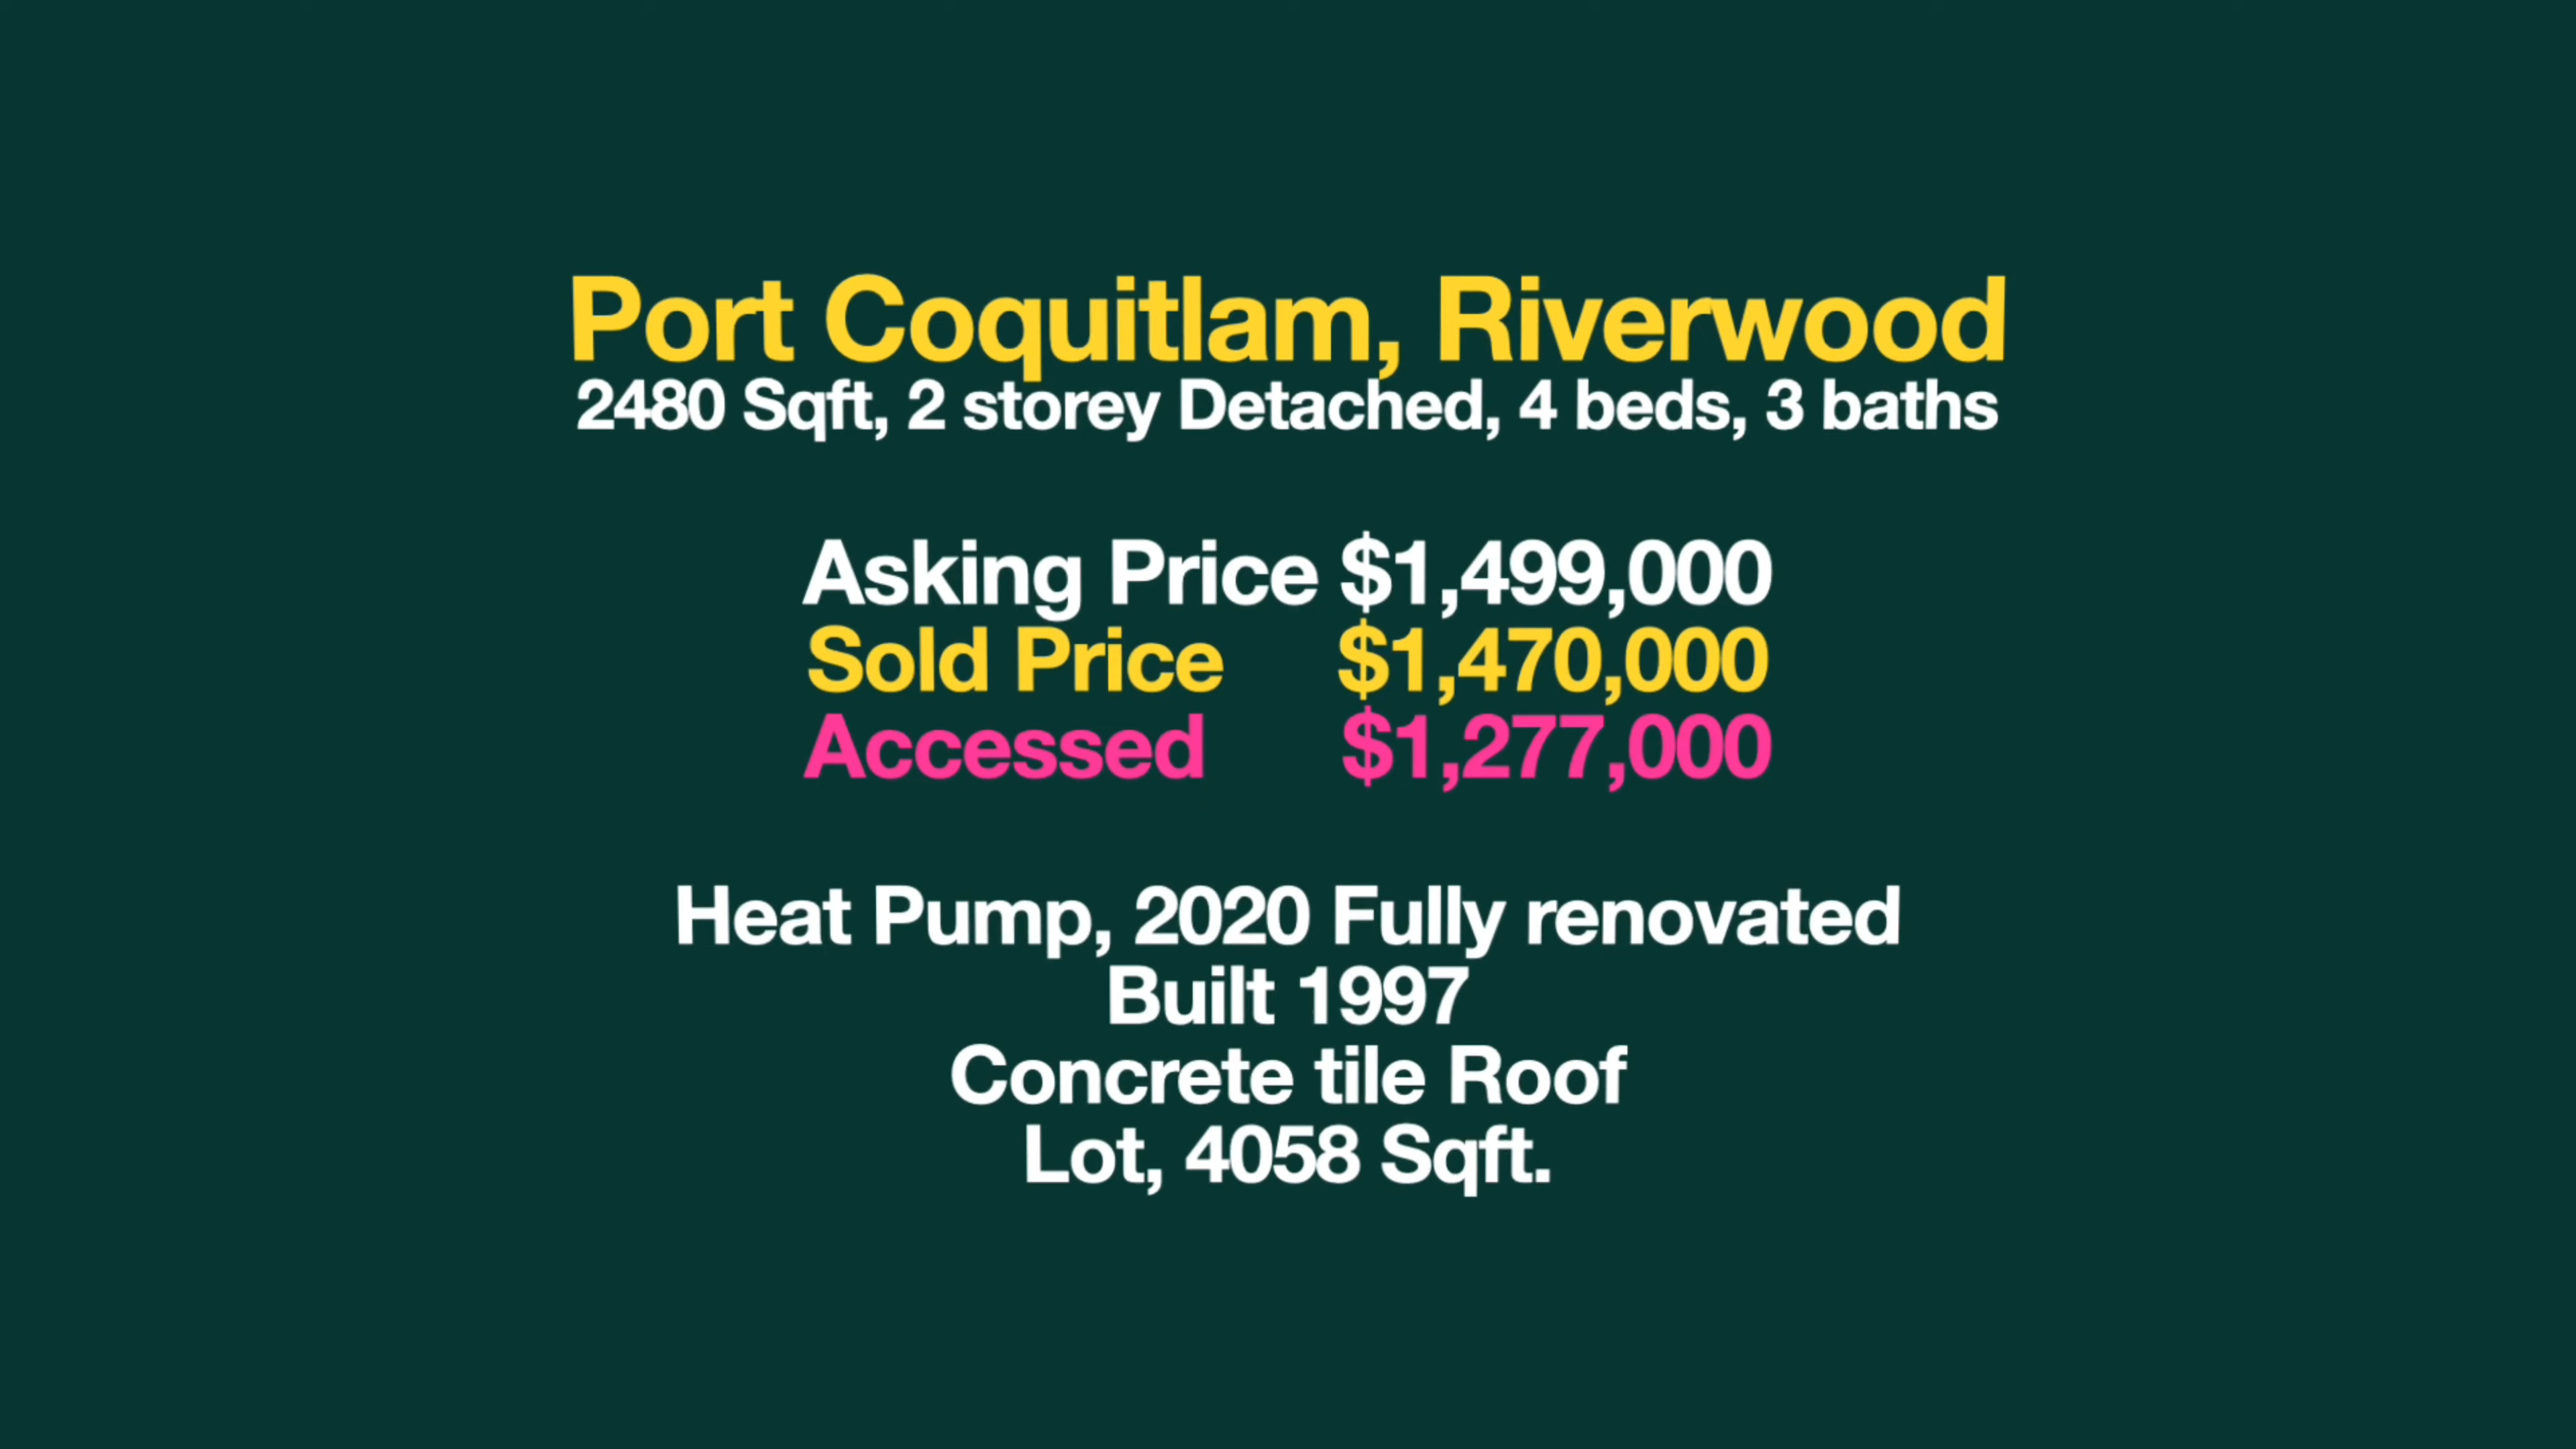 Port Coquitlam, Riverwood
2480 Sqft, 2 storey Detached, 4 beds, 3 baths
Asking Price $1,499,000
Sold Price $1,470,000
Accessed $1,277,000
Heat Pump, 2020 Fully renovated
Built 1997
Concrete tile Roof
Lot, 4058 Sqft.